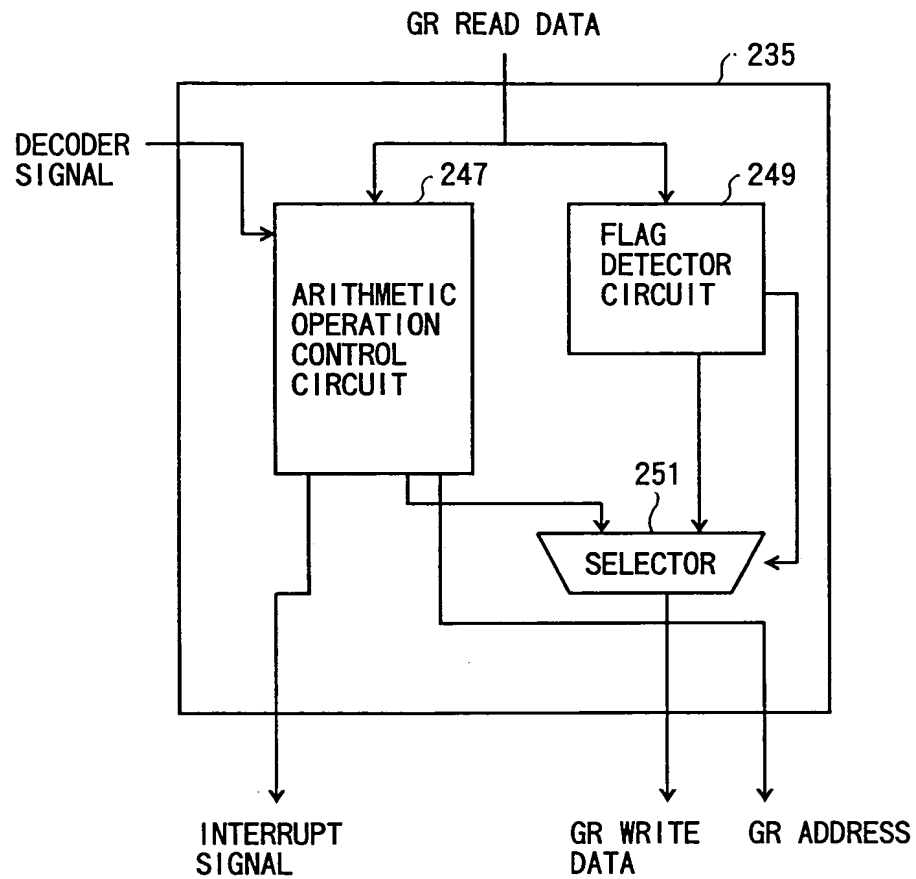 GR READ DATA
235
DECODER
SIGNAL
247
249
ARITHMETIC
OPERATION
CONTROL
CIRCUIT
FLAG
DETECTOR
CIRCUIT
251
SELECTOR
INTERRUPT
SIGNAL
GR WRITE
DATA
GR ADDRESS